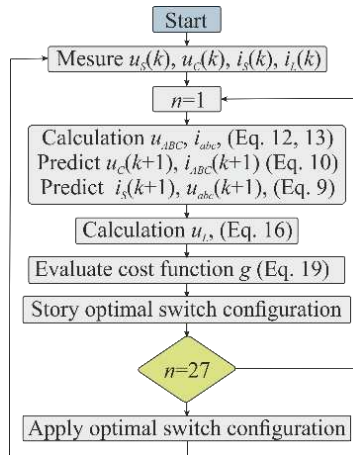 Start
Mesure u_S(k), u_C(k), i_S(k), i_L(k)
n=1
Calculation u_ABC, i_abc, (Eq. 12, 13)
Predict u_C(k+1), i_ABC(k+1) (Eq. 10)
Predict i_S(k+1), u_abc(k+1), (Eq. 9)
Calculation u_L, (Eq. 16)
Evaluate cost function g (Eq. 19)
Story optimal switch configuration
n=27
Apply optimal switch configuration